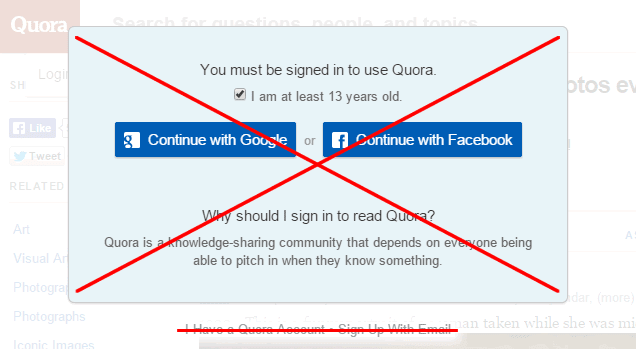 Quora
Search for questions, people, and topics
Login
SH
otos ev
You must be signed in to use Quora.
I am at least 13 years old.
Like
Continue with Google
or
Continue with Facebook
Tweet
RELATED
Why should I sign in to read Quora?
Art
Quora is a knowledge-sharing community that depends on everyone being
able to pitch in when they know something.
AS
Visual Ar
Photograp
endar, (more)
Photographs
I Have a Quora Account • Sign Up With Email
an taken while she was mi
Iconic Images